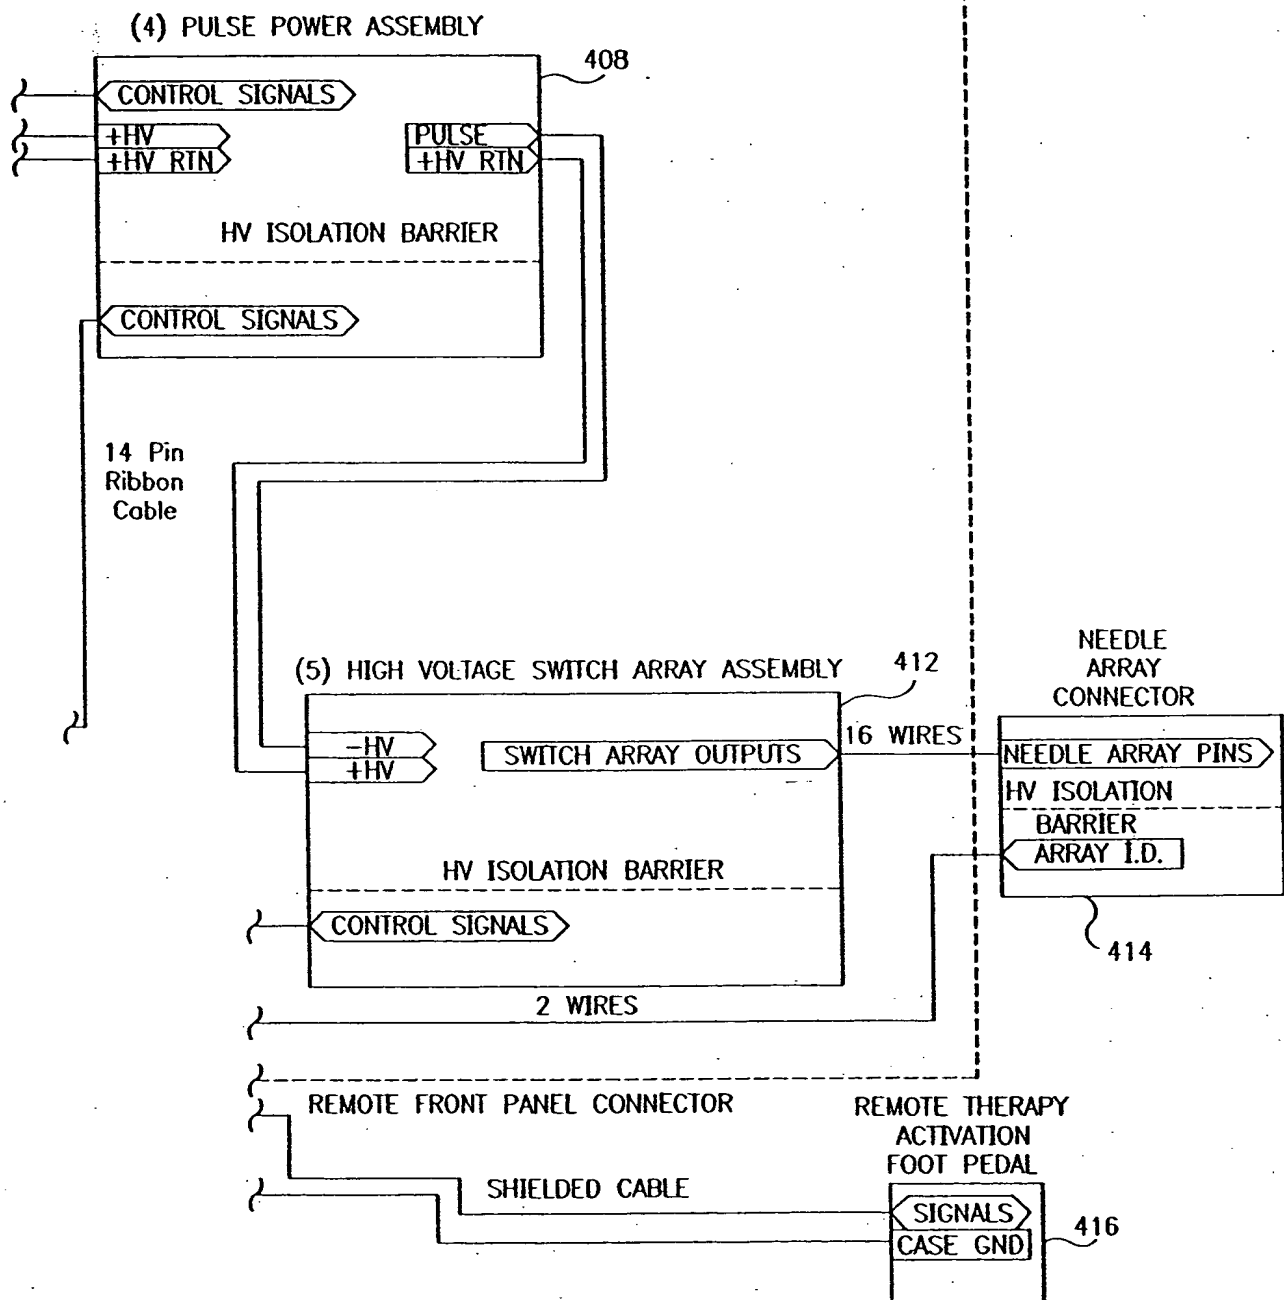 (4) PULSE POWER ASSEMBLY
408
CONTROL SIGNALS
+HV
PULSE
+HV RTN
+HV RTN
HV ISOLATION BARRIER
CONTROL SIGNALS
14 Pin
Ribbon
Cable
(5) HIGH VOLTAGE SWITCH ARRAY ASSEMBLY
412
NEEDLE
ARRAY
CONNECTOR
-HV
+HV
SWITCH ARRAY OUTPUTS
16 WIRES
NEEDLE ARRAY PINS
HV ISOLATION
BARRIER
ARRAY I.D.
HV ISOLATION BARRIER
CONTROL SIGNALS
414
2 WIRES
REMOTE FRONT PANEL CONNECTOR
REMOTE THERAPY
ACTIVATION
FOOT PEDAL
SHIELDED CABLE
SIGNALS
CASE GND
416